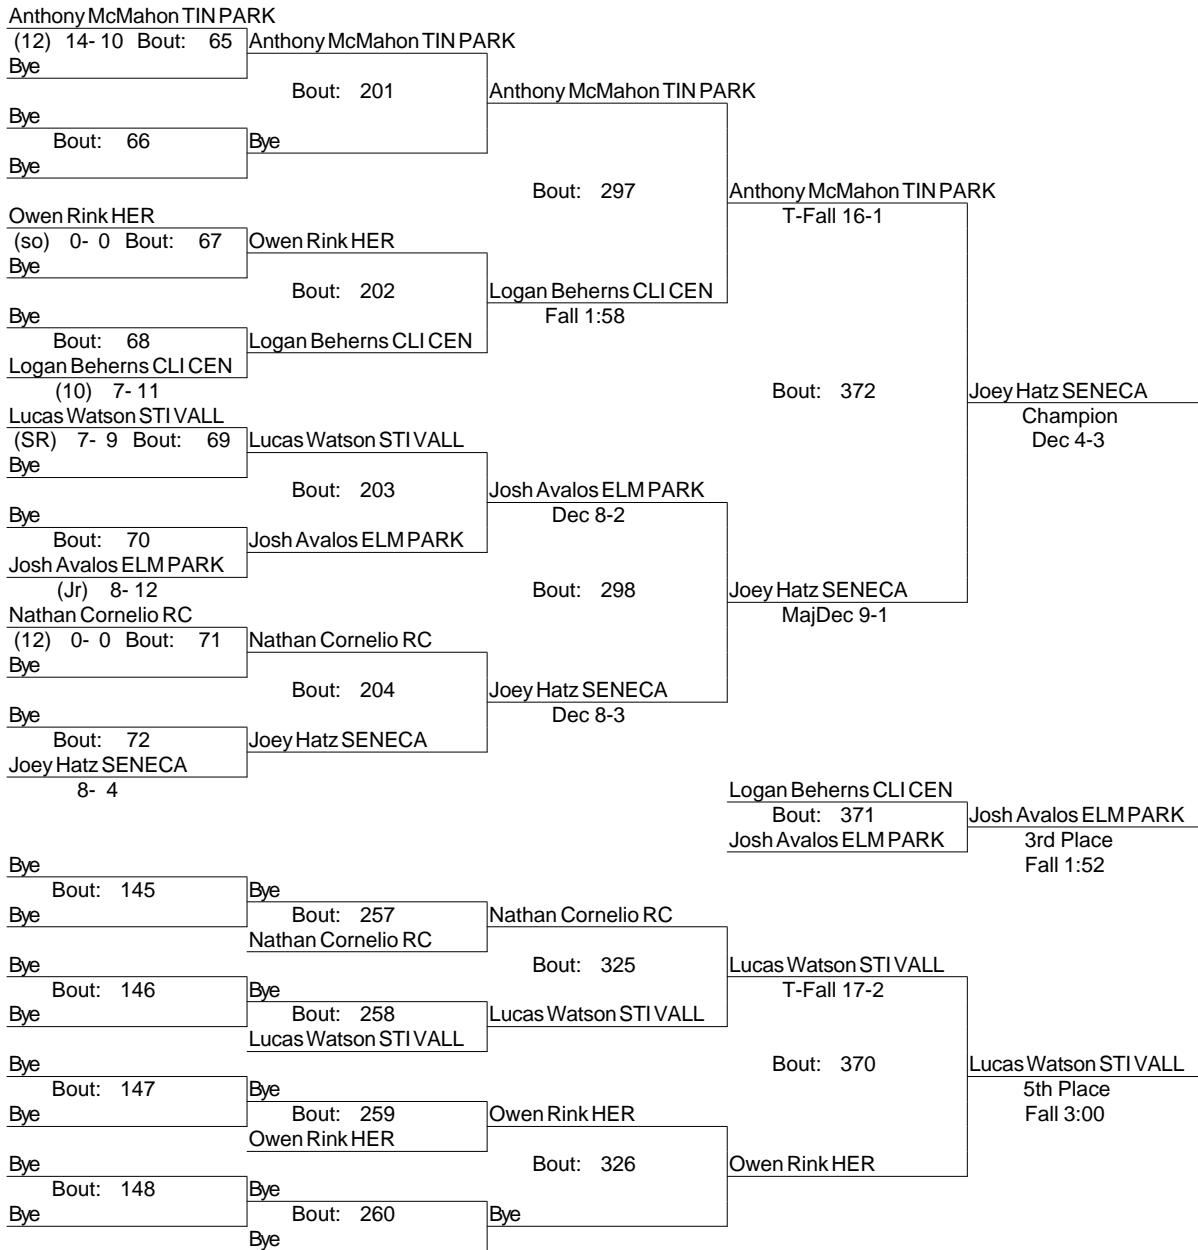 Anthony McMahon TIN PARK
(12) 14- 10 Bout: 65 Anthony McMahon TIN PARK
Bye
Bout: 201 Anthony McMahon TIN PARK
Bye
Bout: 66 Bye
Bye
Bout: 297 Anthony McMahon TIN PARK
Owen Rink HER T-Fall 16-1
(so) 0- 0 Bout: 67 Owen Rink HER
Bye
Bout: 202 Logan Beherns CLI CEN
Bye Fall 1:58
Bout: 68 Logan Beherns CLI CEN
Logan Beherns CLI CEN
(10) 7- 11 Bout: 372 Joey Hatz SENECA
Lucas Watson STI VALL Champion
(SR) 7- 9 Bout: 69 Lucas Watson STI VALL Dec 4-3
Bye
Bout: 203 Josh Avalos ELM PARK
Bye Dec 8-2
Bout: 70 Josh Avalos ELM PARK
Josh Avalos ELM PARK
(Jr) 8- 12 Bout: 298 Joey Hatz SENECA
Nathan Cornelio RC MajDec 9-1
(12) 0- 0 Bout: 71 Nathan Cornelio RC
Bye
Bout: 204 Joey Hatz SENECA
Bye Dec 8-3
Bout: 72 Joey Hatz SENECA
Joey Hatz SENECA
8- 4 Logan Beherns CLI CEN
Bout: 371 Josh Avalos ELM PARK
Josh Avalos ELM PARK 3rd Place
Bye Fall 1:52
Bout: 145 Bye
Bye Bout: 257 Nathan Cornelio RC
Nathan Cornelio RC
Bye Bout: 325 Lucas Watson STI VALL
Bout: 146 Bye T-Fall 17-2
Bye Bout: 258 Lucas Watson STI VALL
Lucas Watson STI VALL
Bye Bout: 370 Lucas Watson STI VALL
Bout: 147 Bye 5th Place
Bye Bout: 259 Owen Rink HER Fall 3:00
Owen Rink HER
Bye Bout: 326 Owen Rink HER
Bout: 148 Bye
Bye Bout: 260 Bye
Bye